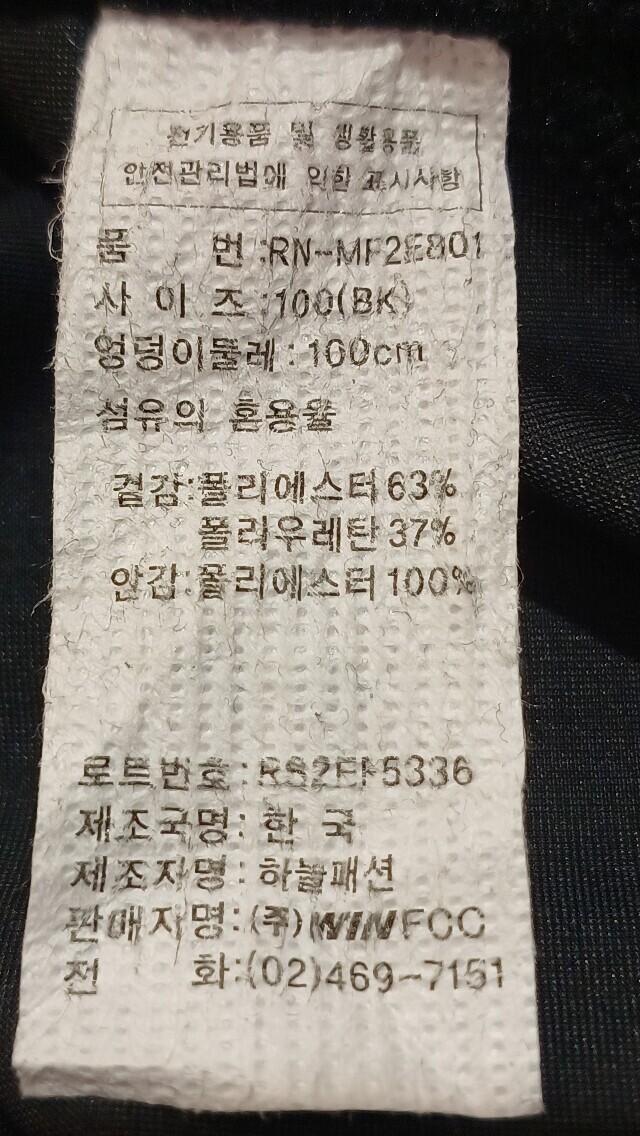 전기용품 및 생활용품
안전관리법에 의한 표시사항
품 번:RN-MF2E801
사 이 즈:100(BK)
엉덩이둘레:100cm
섬유의 혼용율
겉감:폴리에스터63%
폴리우레탄37%
안감:폴리에스터100%
로트번호:
제조국명:한 국
제조자명:하늘패션
판매자명:(주)WINFCC
전 화:(02)469-7151